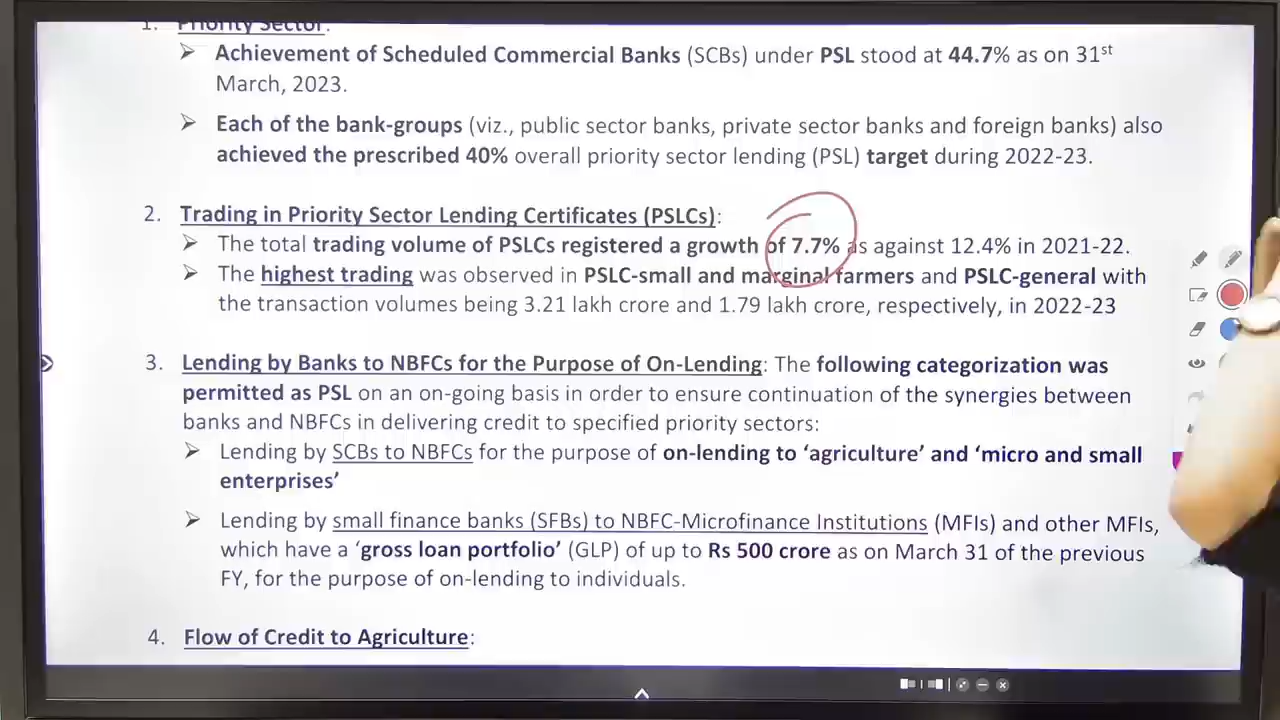 1. Priority Sector:
➢ Achievement of Scheduled Commercial Banks (SCBs) under PSL stood at 44.7% as on 31st
March, 2023.
➢ Each of the bank-groups (viz., public sector banks, private sector banks and foreign banks) also
achieved the prescribed 40% overall priority sector lending (PSL) target during 2022-23.
2. Trading in Priority Sector Lending Certificates (PSLCs):
➢ The total trading volume of PSLCs registered a growth of 7.7% as against 12.4% in 2021-22.
➢ The highest trading was observed in PSLC-small and marginal farmers and PSLC-general with
the transaction volumes being 3.21 lakh crore and 1.79 lakh crore, respectively, in 2022-23
3. Lending by Banks to NBFCs for the Purpose of On-Lending: The following categorization was
permitted as PSL on an on-going basis in order to ensure continuation of the synergies between
banks and NBFCs in delivering credit to specified priority sectors:
➢ Lending by SCBs to NBFCs for the purpose of on-lending to ‘agriculture’ and ‘micro and small
enterprises’
➢ Lending by small finance banks (SFBs) to NBFC-Microfinance Institutions (MFIs) and other MFIs,
which have a ‘gross loan portfolio’ (GLP) of up to Rs 500 crore as on March 31 of the previous
FY, for the purpose of on-lending to individuals.
4. Flow of Credit to Agriculture: